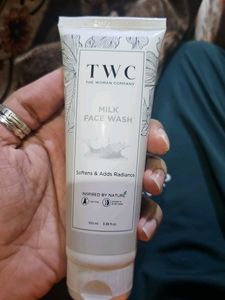 TWC
THE WOMAN COMPANY
MILK
FACE WASH
Softens & Adds Radiance
INSPIRED BY NATURE